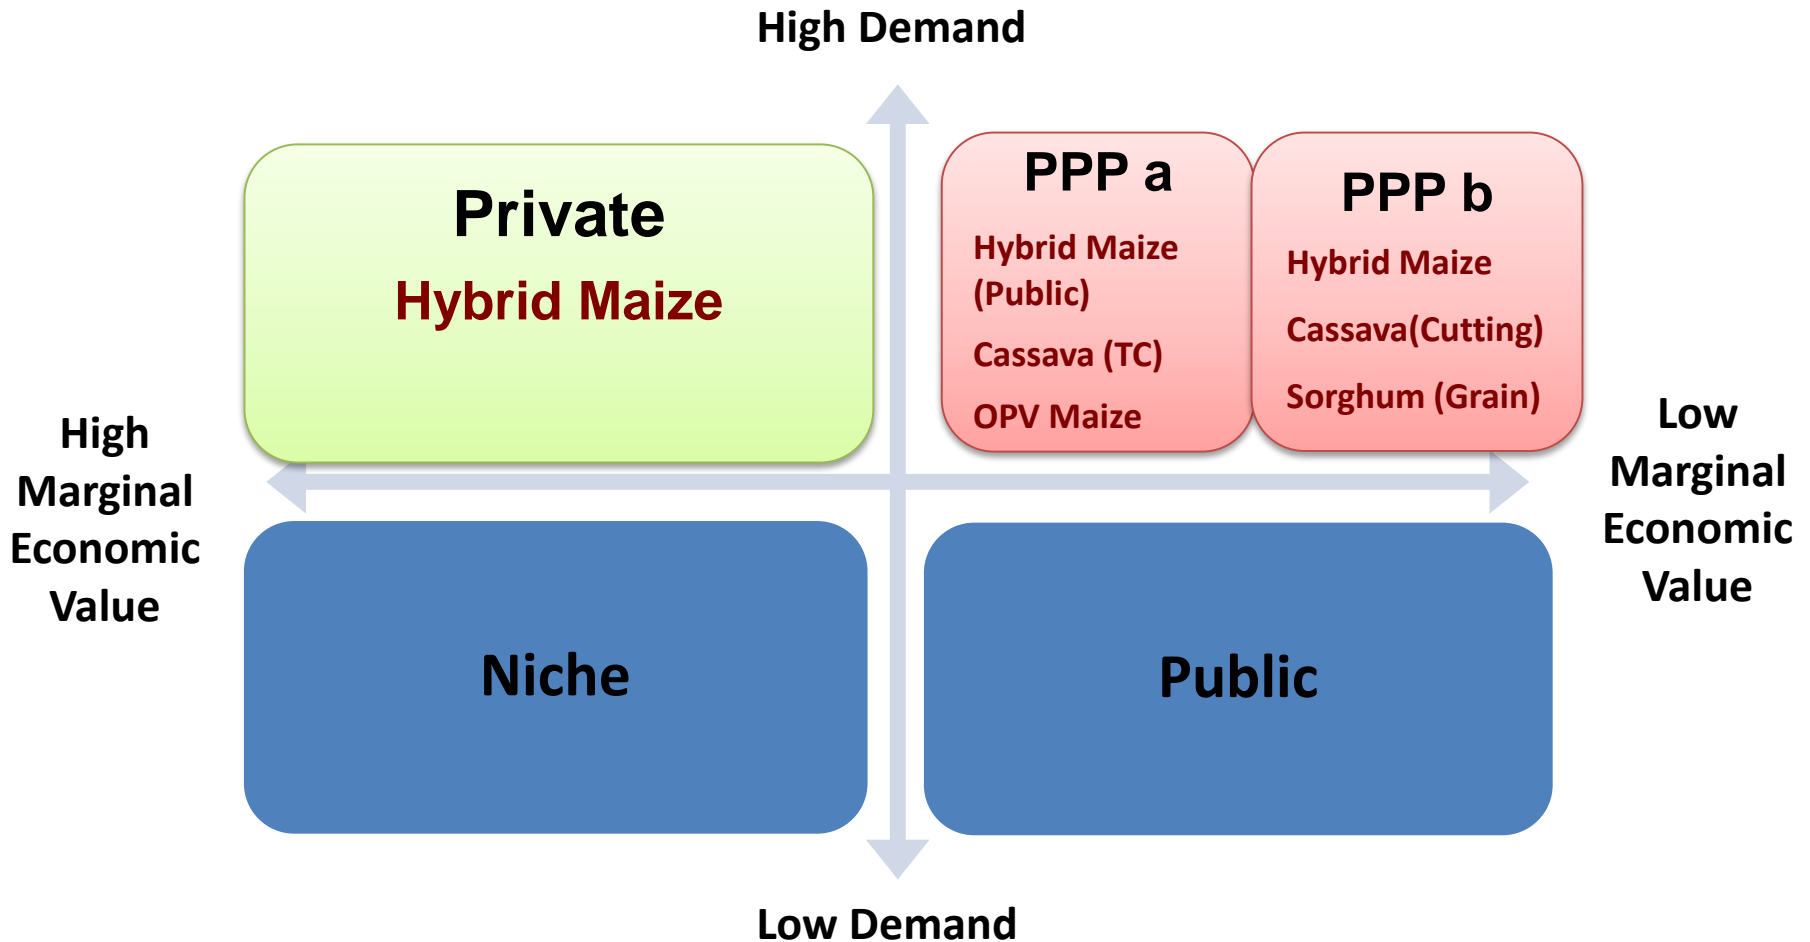 High Demand
Private
Hybrid Maize
PPP a
Hybrid Maize
(Public)
Cassava (TC)
OPV Maize
PPP b
Hybrid Maize
Cassava(Cutting)
Sorghum (Grain)
High
Marginal
Economic
Value
Low
Marginal
Economic
Value
Niche
Public
Low Demand